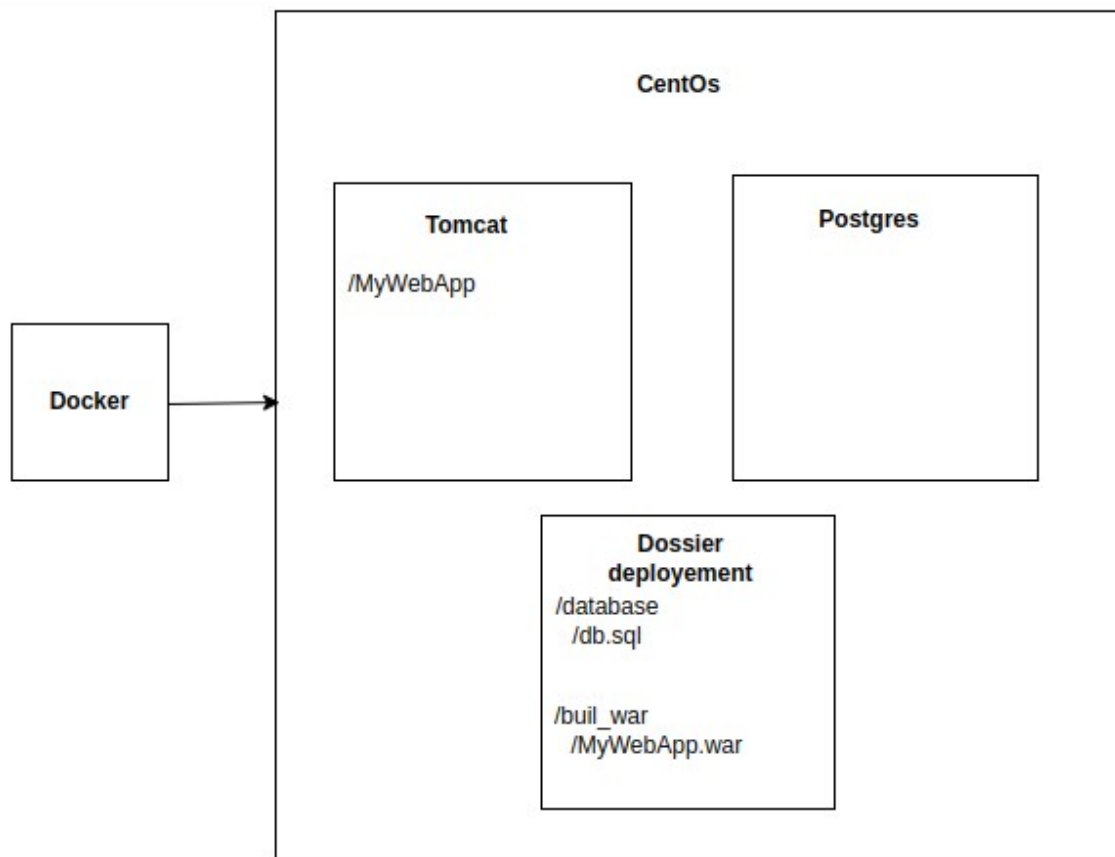 CentOs
Tomcat
/MyWebApp
Postgres
Docker
Dossier
deployement
/database
/db.sql
/buil_war
/MyWebApp.war